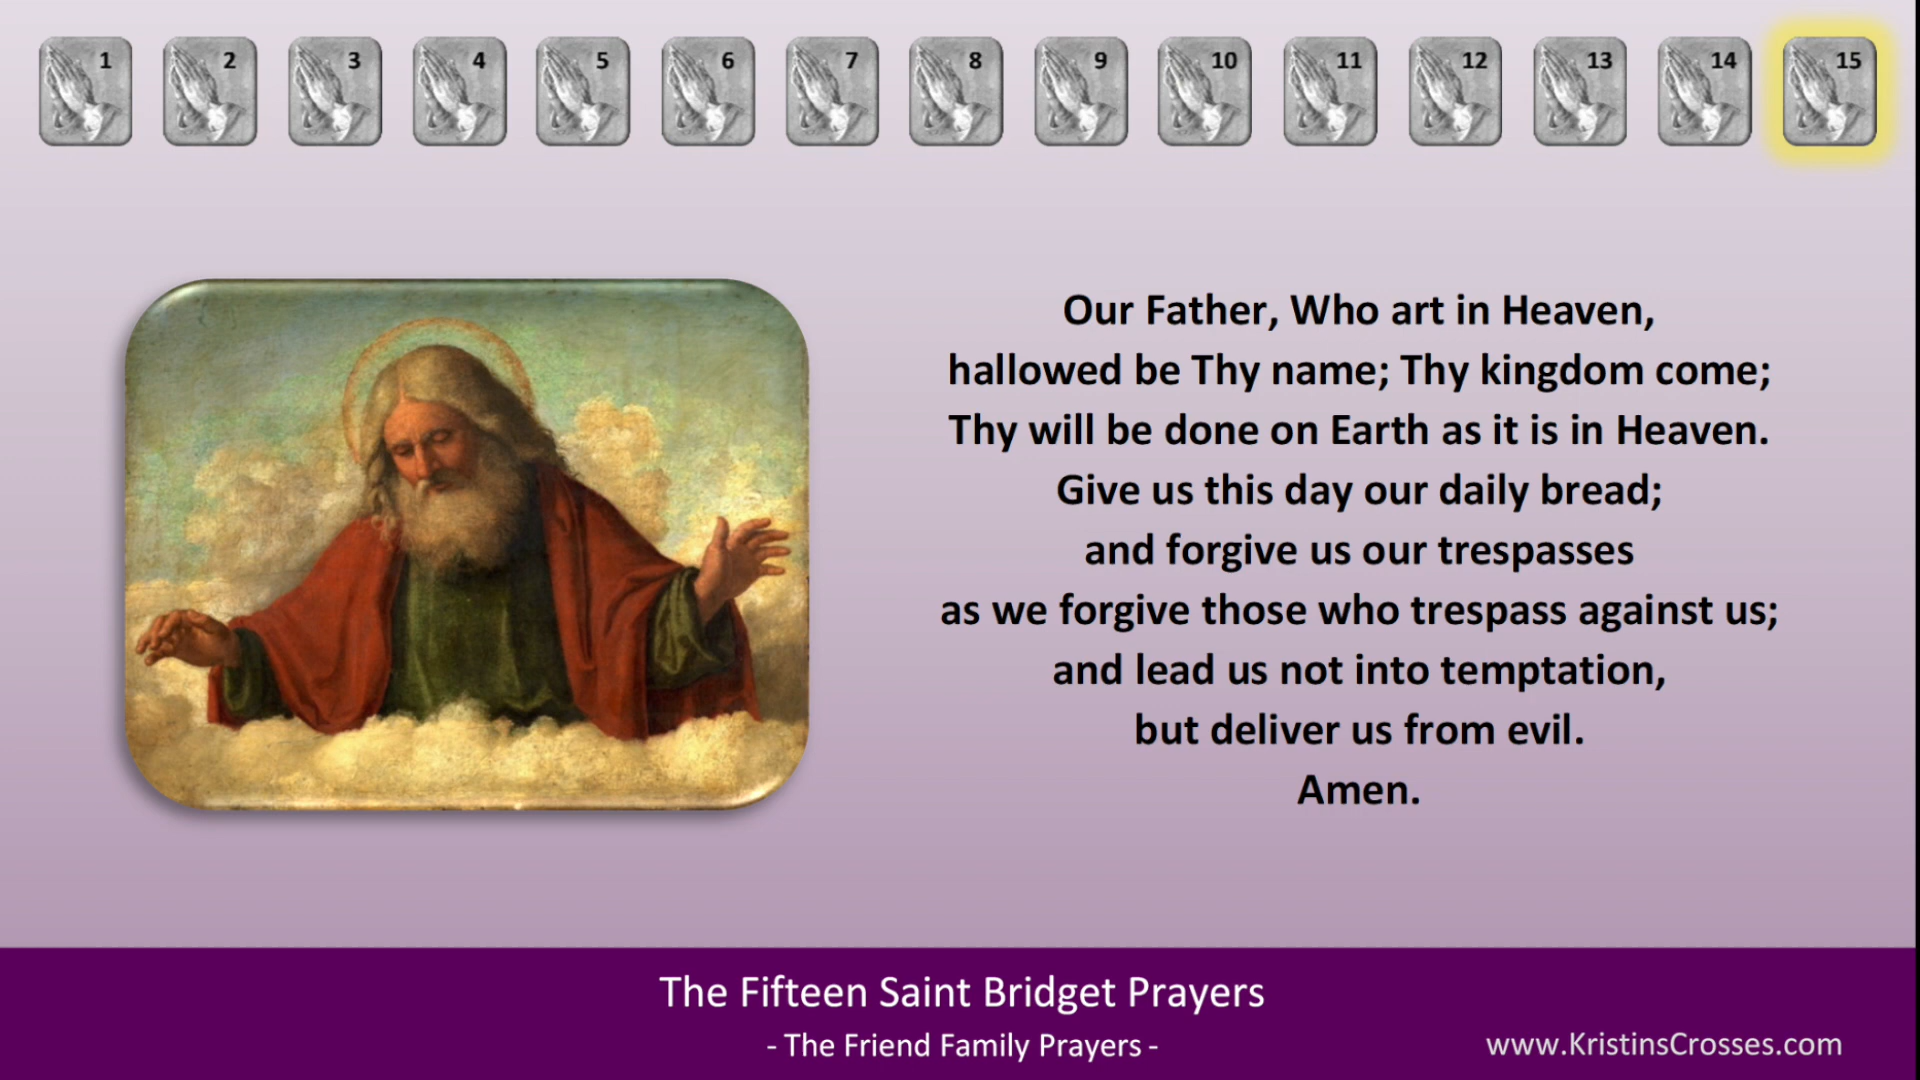 1 2 3 4 5 6 7 8 9 10 11 12 13 14 15
Our Father, Who art in Heaven,
hallowed be Thy name; Thy kingdom come;
Thy will be done on Earth as it is in Heaven.
Give us this day our daily bread;
and forgive us our trespasses
as we forgive those who trespass against us;
and lead us not into temptation,
but deliver us from evil.
Amen.
The Fifteen Saint Bridget Prayers
- The Friend Family Prayers -
www.KristinsCrosses.com